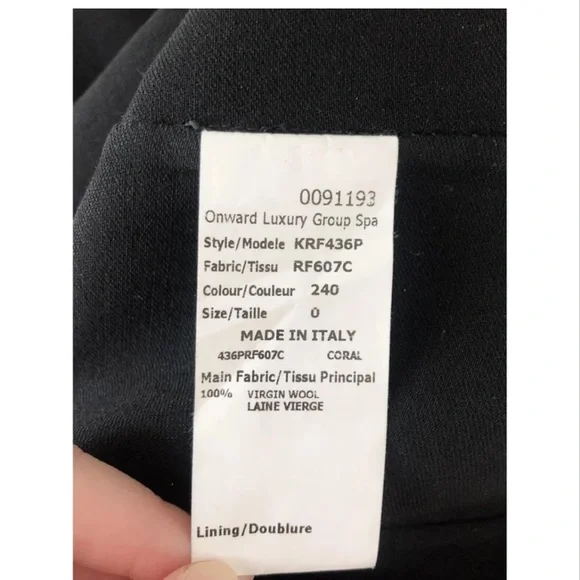 0091193
Onward Luxury Group Spa
Style/Modele KRF436P
Fabric/Tissu RF607C
Colour/Couleur 240
Size/Taille 0
MADE IN ITALY
436PRF607C CORAL
Main Fabric/Tissu Principal
100% VIRGIN WOOL
LAINE VIERGE
Lining/Doublure